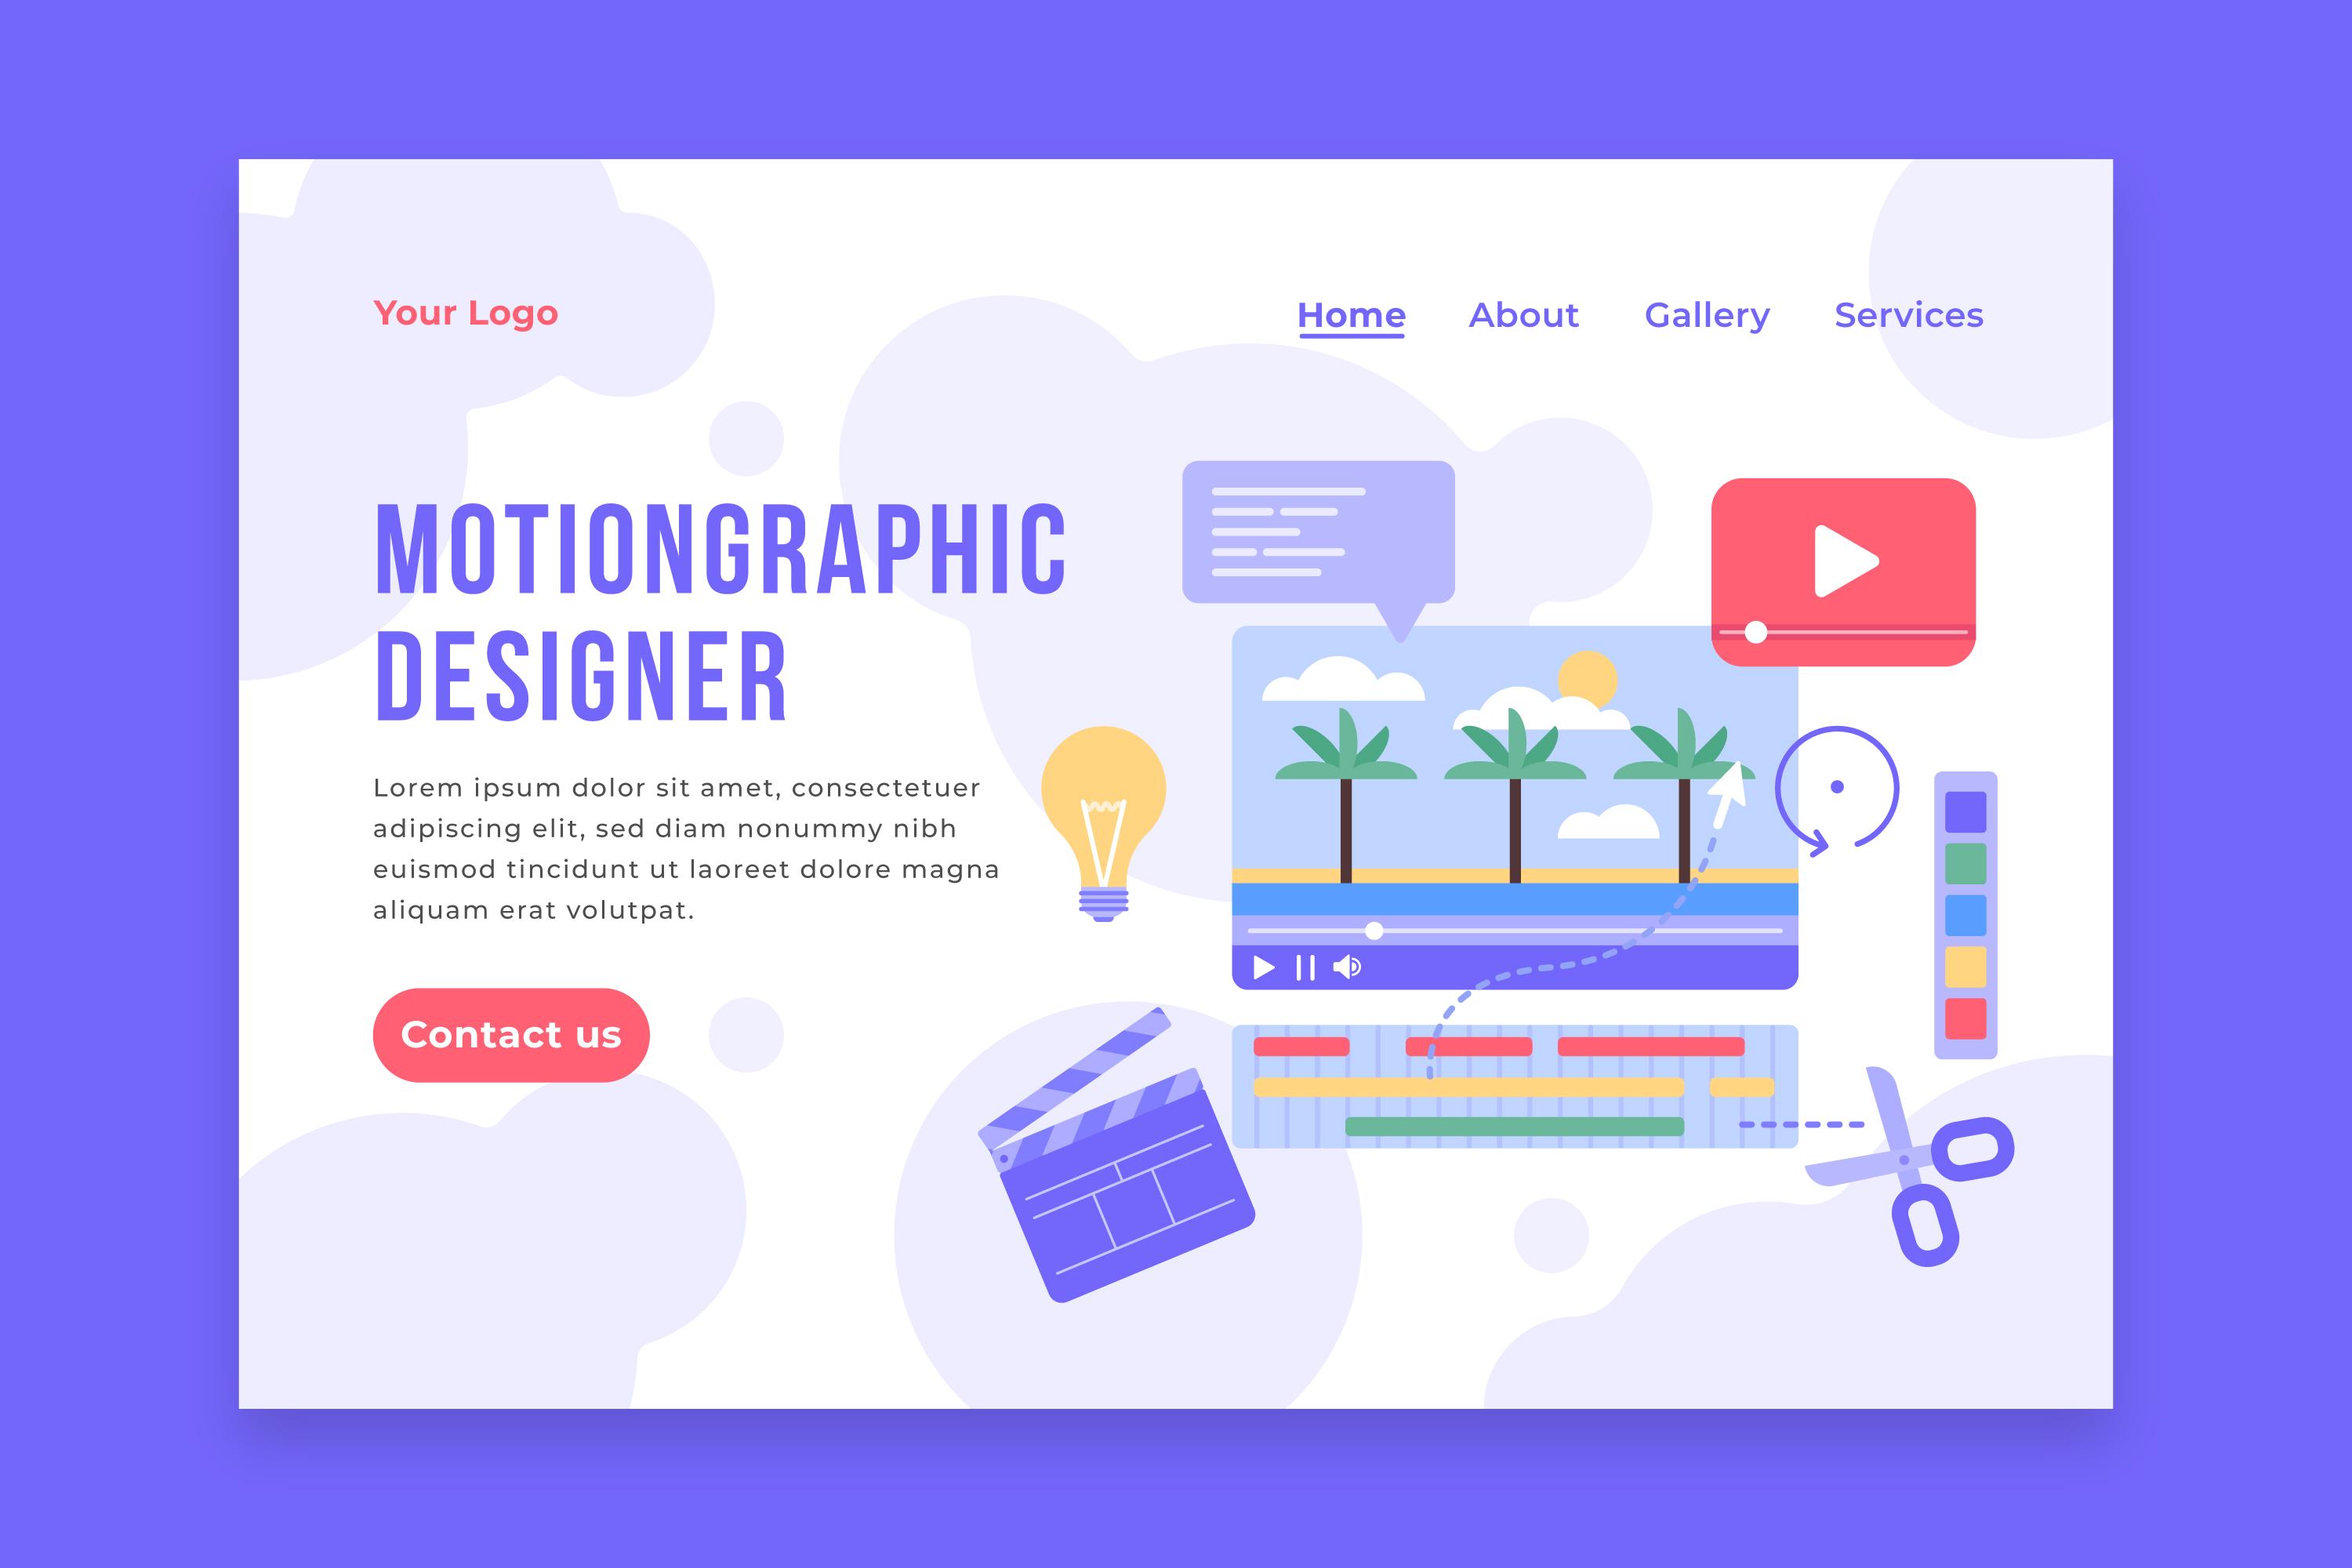 Your Logo
Home About Gallery Services
MOTIONGRAPHIC
DESIGNER
Lorem ipsum dolor sit amet, consectetuer
adipiscing elit, sed diam nonummy nibh
euismod tincidunt ut laoreet dolore magna
aliquam erat volutpat.
Contact us